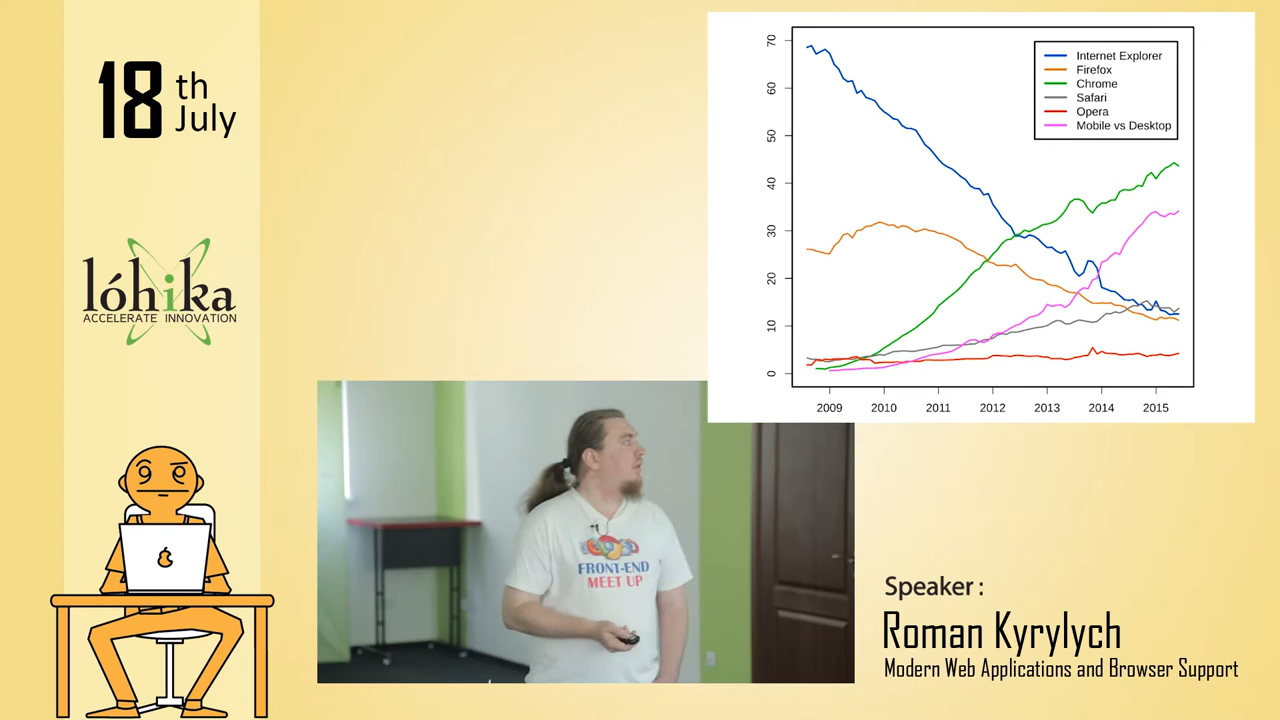 18 th
July
lóhika
ACCELERATE INNOVATION
70
60
50
40
30
20
10
0
2009 2010 2011 2012 2013 2014 2015
Internet Explorer
Firefox
Chrome
Safari
Opera
Mobile vs Desktop
FRONT-END
MEET UP
Speaker :
Roman Kyrylych
Modern Web Applications and Browser Support